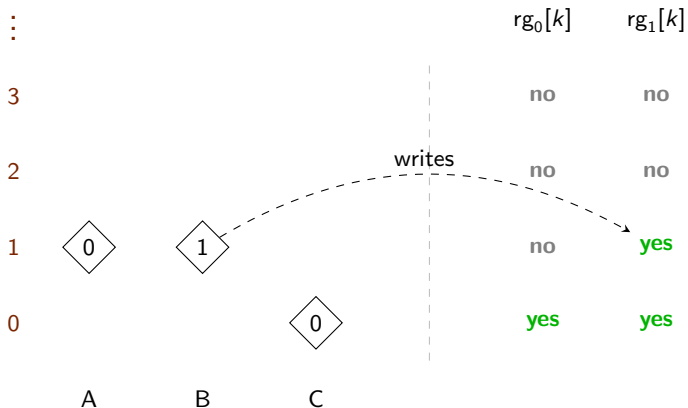 ⋮ rg₀[k] rg₁[k]
3 no no
writes
2 no no
1 0 1 no yes
0 0 yes yes
A B C